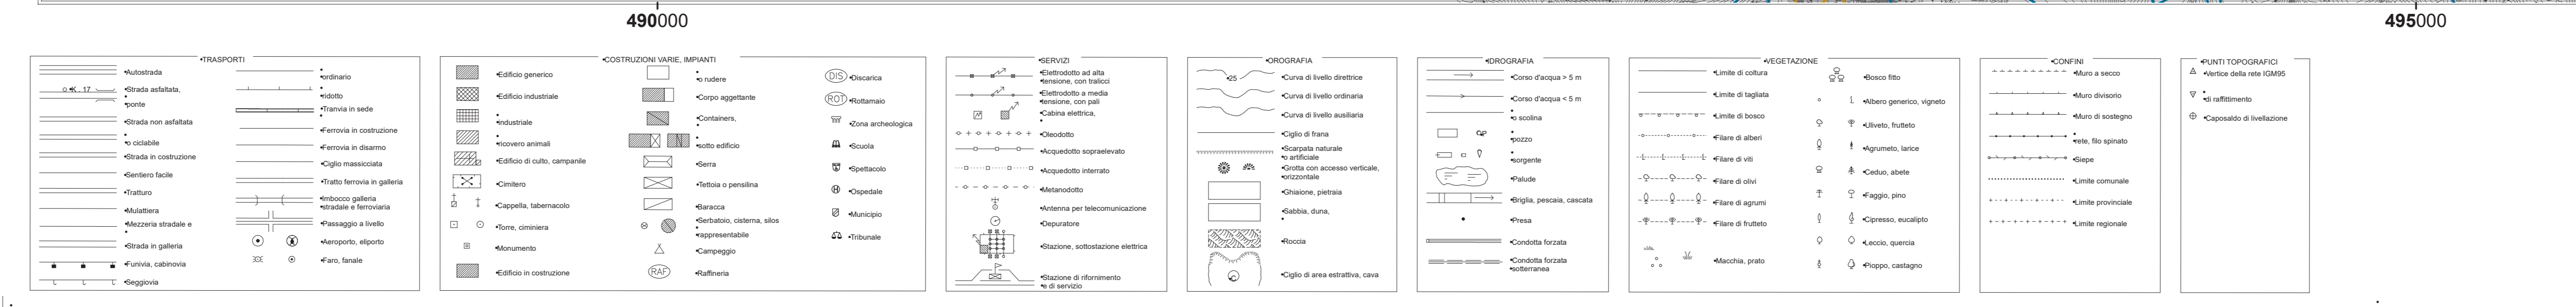 490000
495000
•TRASPORTI
•Autostrada
•Strada asfaltata,
•K. 17
•ponte
•Strada non asfaltata
•
•o ciclabile
•Strada in costruzione
•Sentiero facile
•Tratturo
•Mulattiera
•Mezzeria stradale e
•
•Strada in galleria
•Funivia, cabinovia
•Seggiovia
•
•ordinario
•
•ridotto
•Tranvia in sede
•
•Ferrovia in costruzione
•Ferrovia in disarmo
•Ciglio massicciata
•Tratto ferrovia in galleria
•Imbocco galleria
•stradale e ferroviaria
•Passaggio a livello
•Aeroporto, eliporto
•Faro, fanale
•COSTRUZIONI VARIE, IMPIANTI
•Edificio generico
•Edificio industriale
•
•industriale
•
•ricovero animali
•Edificio di culto, campanile
•Cimitero
•Cappella, tabernacolo
•Torre, ciminiera
•Monumento
•Edificio in costruzione
•
•o rudere
•Corpo aggettante
•Containers,
•
•
•sotto edificio
•Serra
•Tettoia o pensilina
•Baracca
•Serbatoio, cisterna, silos
•
•rappresentabile
•Campeggio
RAF
•Raffineria
DIS
•Discarica
ROT
•Rottamaio
•Zona archeologica
•Scuola
•Spettacolo
H
•Ospedale
•Municipio
•Tribunale
•SERVIZI
•Elettrodotto ad alta
•tensione, con tralicci
•Elettrodotto a media
•tensione, con pali
•Cabina elettrica,
•
•Oleodotto
•Acquedotto sopraelevato
•Acquedotto interrato
•Metanodotto
•Antenna per telecomunicazione
•Depuratore
•Stazione, sottostazione elettrica
•Stazione di rifornimento
•e di servizio
•OROGRAFIA
•25
•Curva di livello direttrice
•Curva di livello ordinaria
•Curva di livello ausiliaria
•Ciglio di frana
•Scarpata naturale
•o artificiale
•Grotta con accesso verticale,
•orizzontale
•Ghiaione, pietraia
•Sabbia, duna,
•
•Roccia
•C
•Ciglio di area estrattiva, cava
•IDROGRAFIA
•Corso d'acqua > 5 m
•Corso d'acqua < 5 m
•
•o scolina
•
•pozzo
•
•sorgente
•Palude
•Briglia, pescaia, cascata
•Presa
•Condotta forzata
•Condotta forzata
•sotterranea
•VEGETAZIONE
•Limite di coltura
•Limite di tagliata
•Limite di bosco
•Filare di alberi
•Filare di viti
•Filare di olivi
•Filare di agrumi
•Filare di frutteto
•Macchia, prato
•Bosco fitto
•Albero generico, vigneto
•Uliveto, frutteto
•Agrumeto, larice
•Ceduo, abete
•Faggio, pino
•Cipresso, eucalipto
•Leccio, quercia
•Pioppo, castagno
•CONFINI
•Muro a secco
•Muro divisorio
•Muro di sostegno
•
•rete, filo spinato
•Siepe
•Limite comunale
•Limite provinciale
•Limite regionale
•PUNTI TOPOGRAFICI
•Vertice della rete IGM95
•
•di raffittimento
•Caposaldo di livellazione